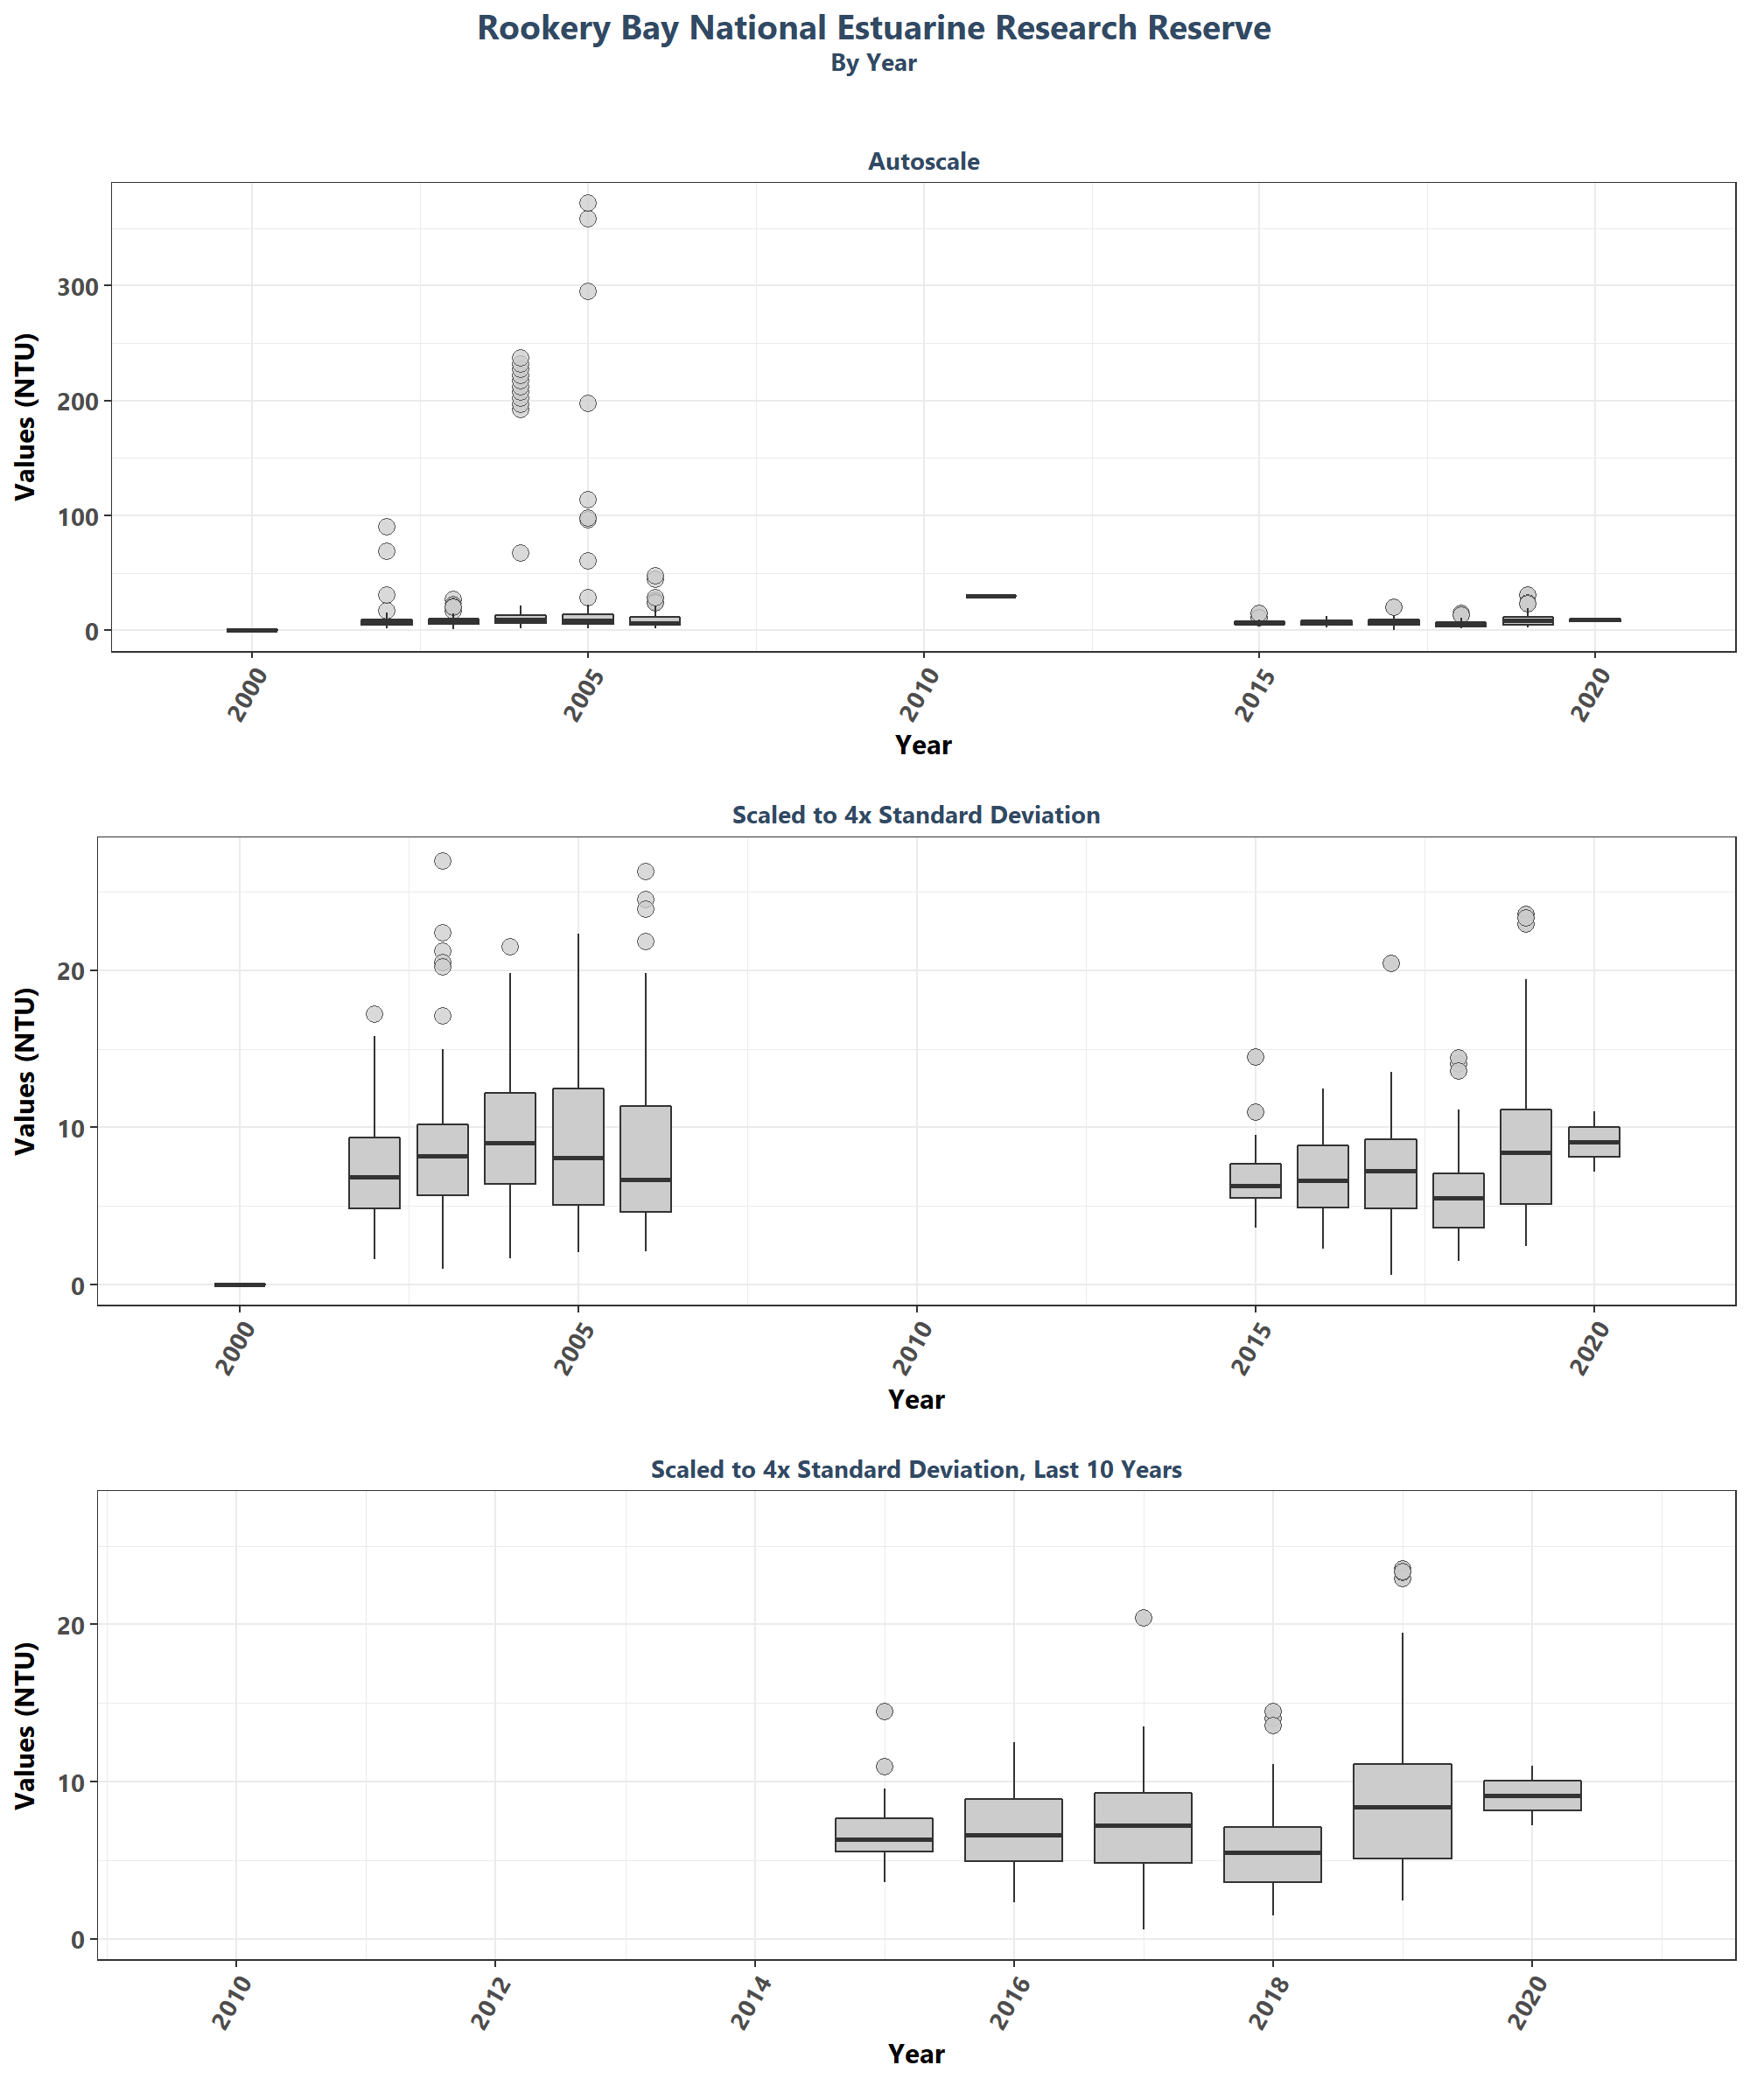 Rookery Bay National Estuarine Research Reserve
By Year
Autoscale
Values (NTU)
300
200
100
0
2000
2005
2010
2015
2020
Year
Scaled to 4x Standard Deviation
Values (NTU)
20
10
0
2000
2005
2010
2015
2020
Year
Scaled to 4x Standard Deviation, Last 10 Years
Values (NTU)
20
10
0
2010
2012
2014
2016
2018
2020
Year